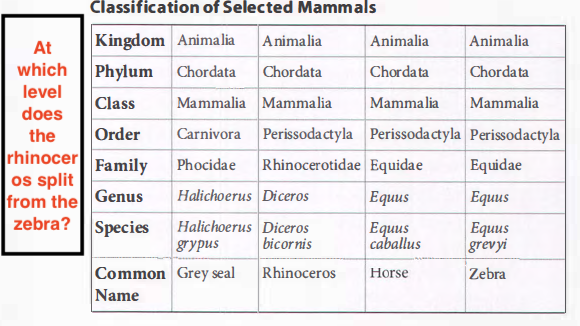 Classification of Selected Mammals
At
which
level
does
the
rhinocer
os split
from the
zebra?
Kingdom Animalia Animalia Animalia Animalia
Phylum Chordata Chordata Chordata Chordata
Class Mammalia Mammalia Mammalia Mammalia
Order Carnivora Perissodactyla Perissodactyla Perissodactyla
Family Phocidae Rhinocerotidae Equidae Equidae
Genus Halichoerus Diceros Equus Equus
Species Halichoerus Diceros Equus Equus
grypus bicornis caballus grevyi
Common Grey seal Rhinoceros Horse Zebra
Name